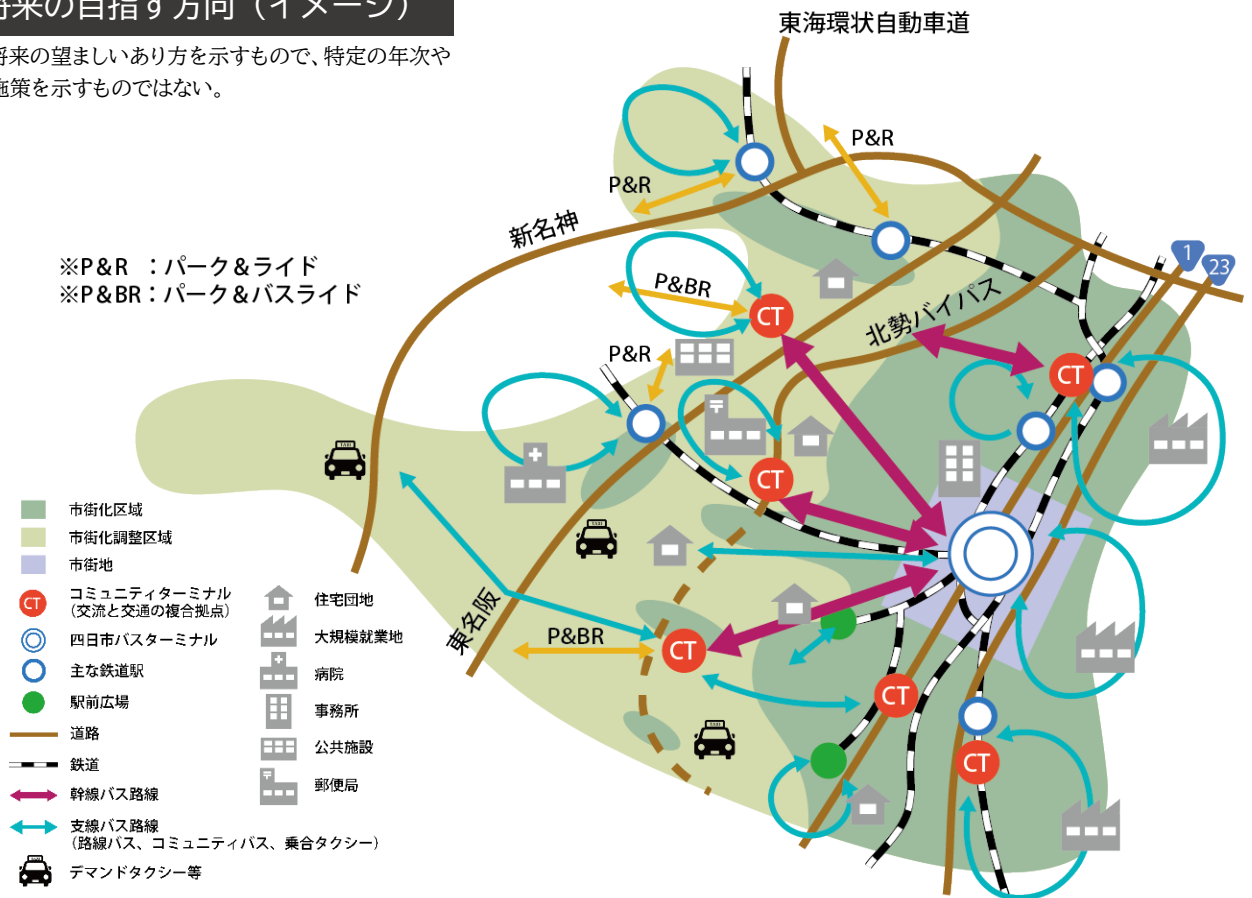 将来の目指す方向（イメージ）
将来の望ましいあり方を示すもので、特定の年次や
施策を示すものではない。
東海環状自動車道
P&R
P&R
新名神
※P&R ：パーク&ライド
※P&BR：パーク&バスライド
P&BR
CT
北勢バイパス
1
23
P&R
CT
CT
東名阪
P&BR
CT
CT
CT
市街化区域
市街化調整区域
市街地
CT
コミュニティターミナル
（交流と交通の複合拠点）
四日市バスターミナル
主な鉄道駅
駅前広場
道路
鉄道
幹線バス路線
支線バス路線
（路線バス、コミュニティバス、乗合タクシー）
TAXI
デマンドタクシー等
住宅団地
大規模就業地
病院
事務所
公共施設
郵便局
TAXI
TAXI
TAXI
〒
〒